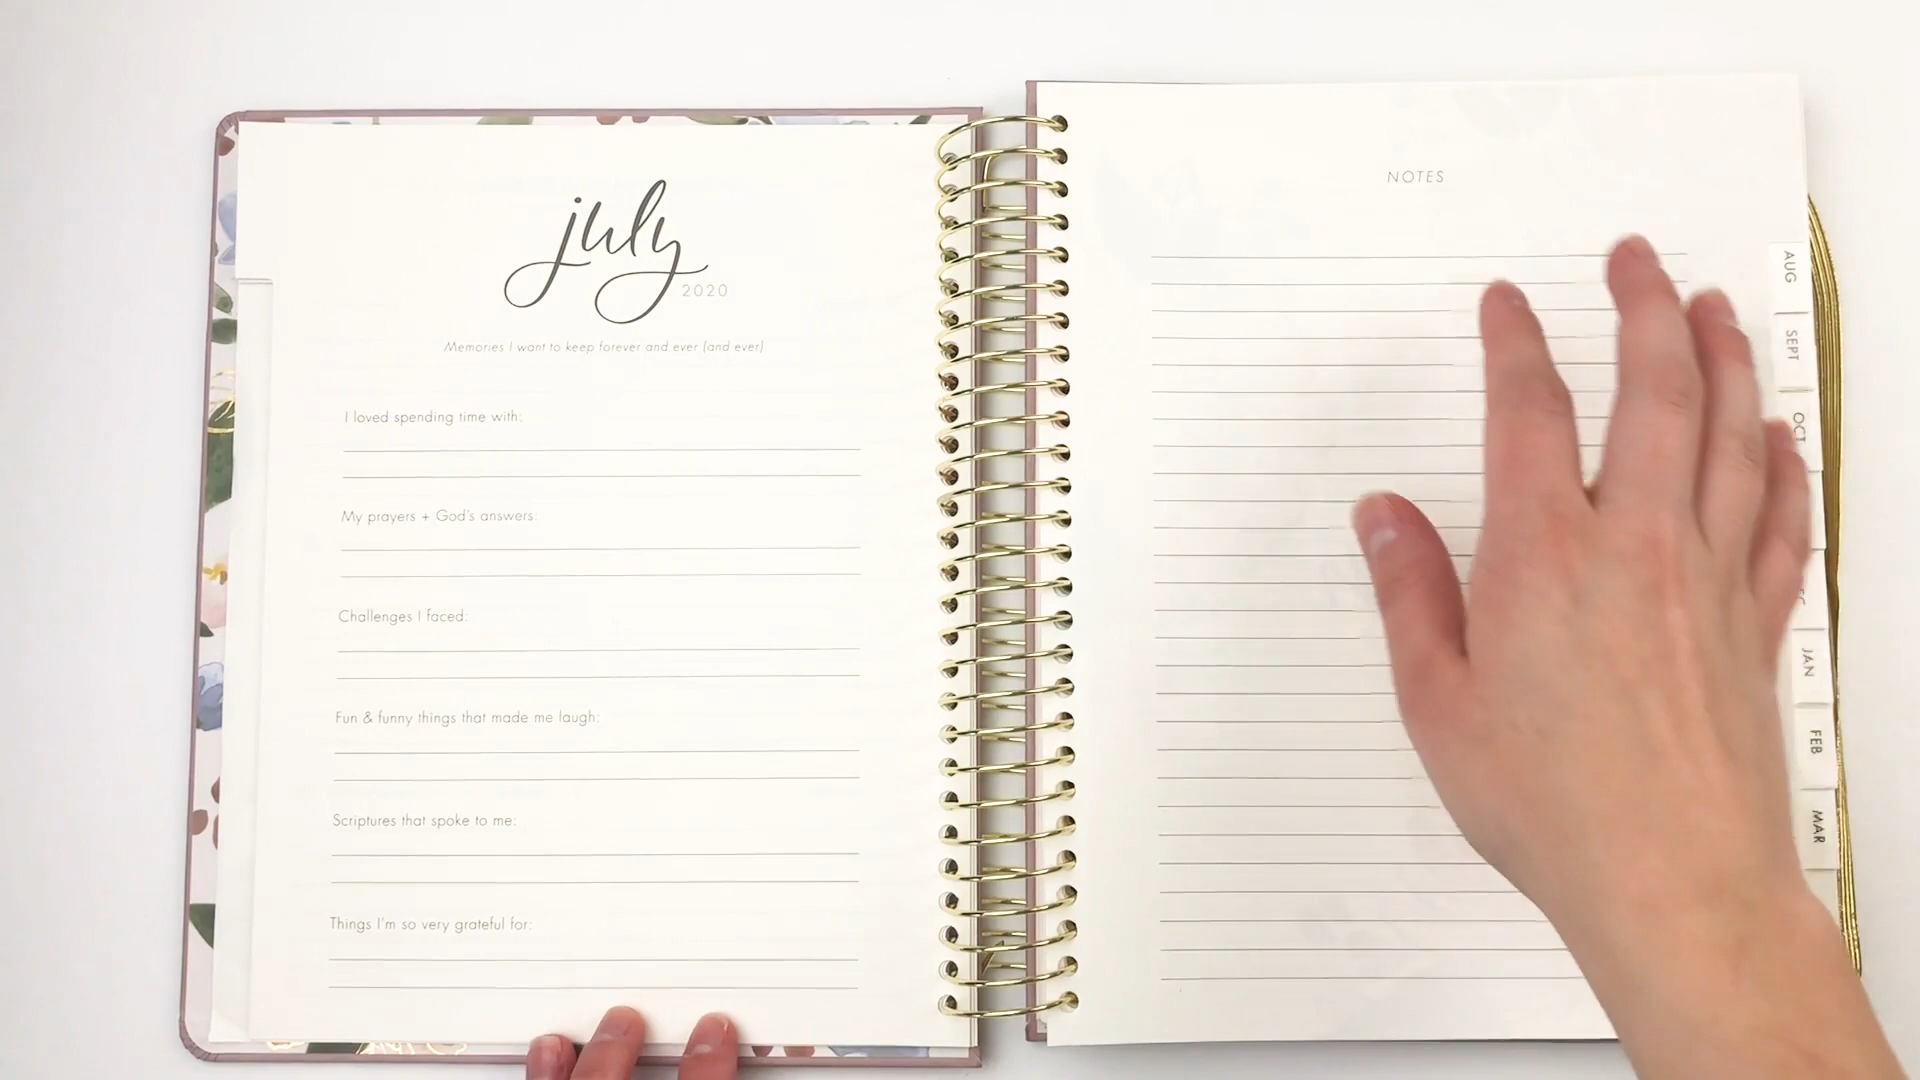 july
2020
Memories I want to keep forever and ever (and ever)
I loved spending time with:
My prayers + God's answers:
Challenges I faced:
Fun & funny things that made me laugh:
Scriptures that spoke to me:
Things I'm so very grateful for:
NOTES
AUG
SEPT
OCT
JAN
FEB
MAR